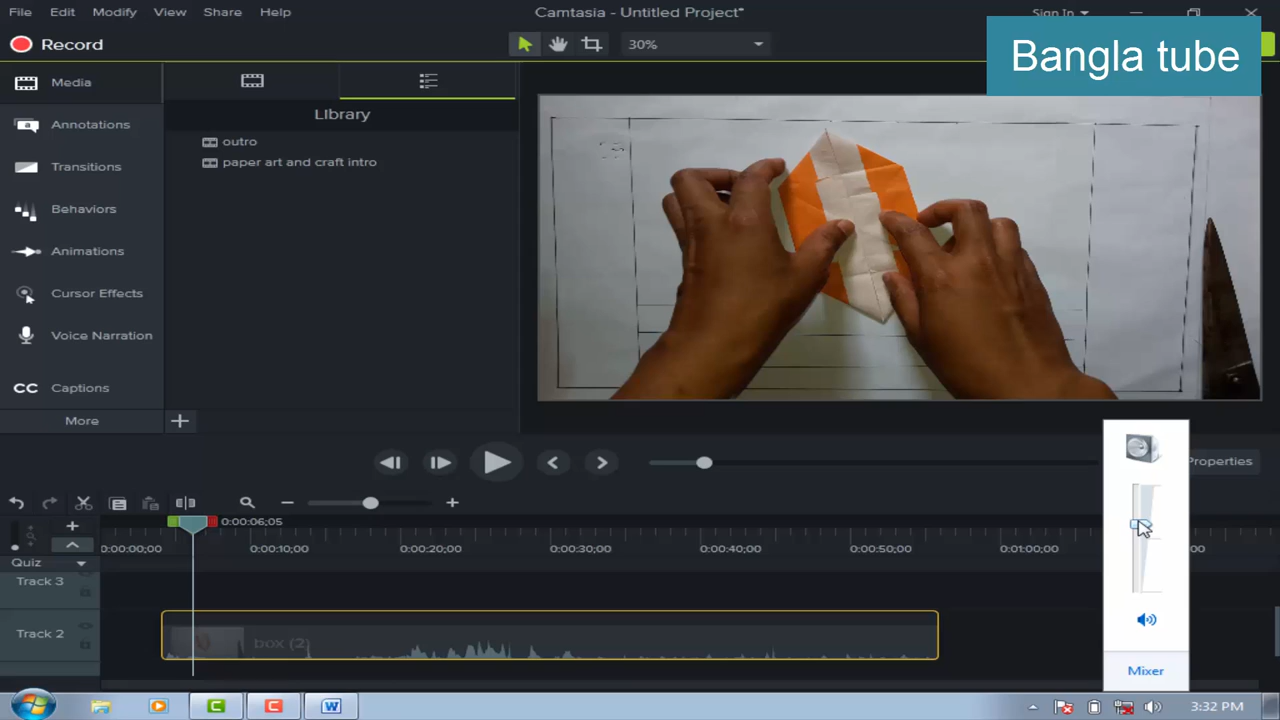 File Edit Modify View Share Help
Camtasia - Untitled Project*
Sign In
Record
30%
Bangla tube
Media
Annotations
Transitions
Behaviors
Animations
Cursor Effects
Voice Narration
CC Captions
More
Library
outro
paper art and craft intro
Properties
0:00:06;05
0:00:00;00 0:00:10;00 0:00:20;00 0:00:30;00 0:00:40;00 0:00:50;00 0:01:00;00
Quiz
Track 3
Track 2
box (2)
Mixer
3:32 PM